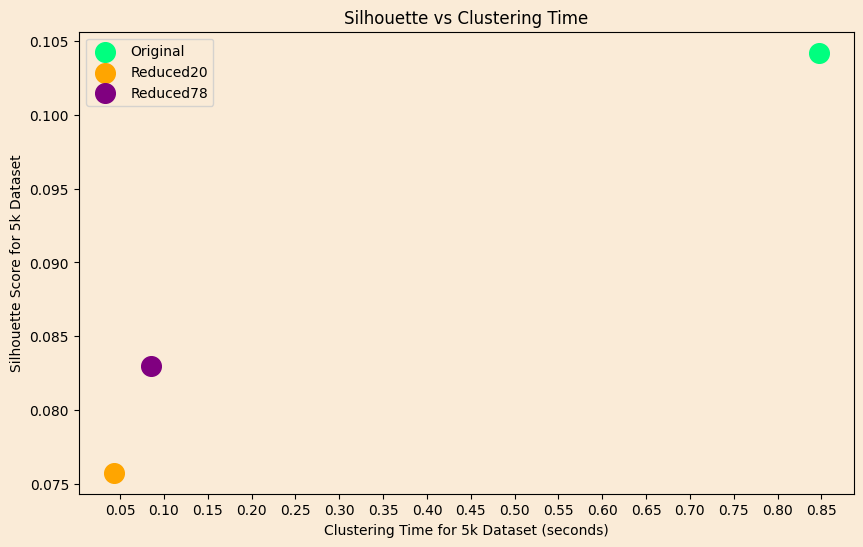 Silhouette vs Clustering Time
Original
Reduced20
Reduced78
Silhouette Score for 5k Dataset
0.105
0.100
0.095
0.090
0.085
0.080
0.075
0.05 0.10 0.15 0.20 0.25 0.30 0.35 0.40 0.45 0.50 0.55 0.60 0.65 0.70 0.75 0.80 0.85
Clustering Time for 5k Dataset (seconds)